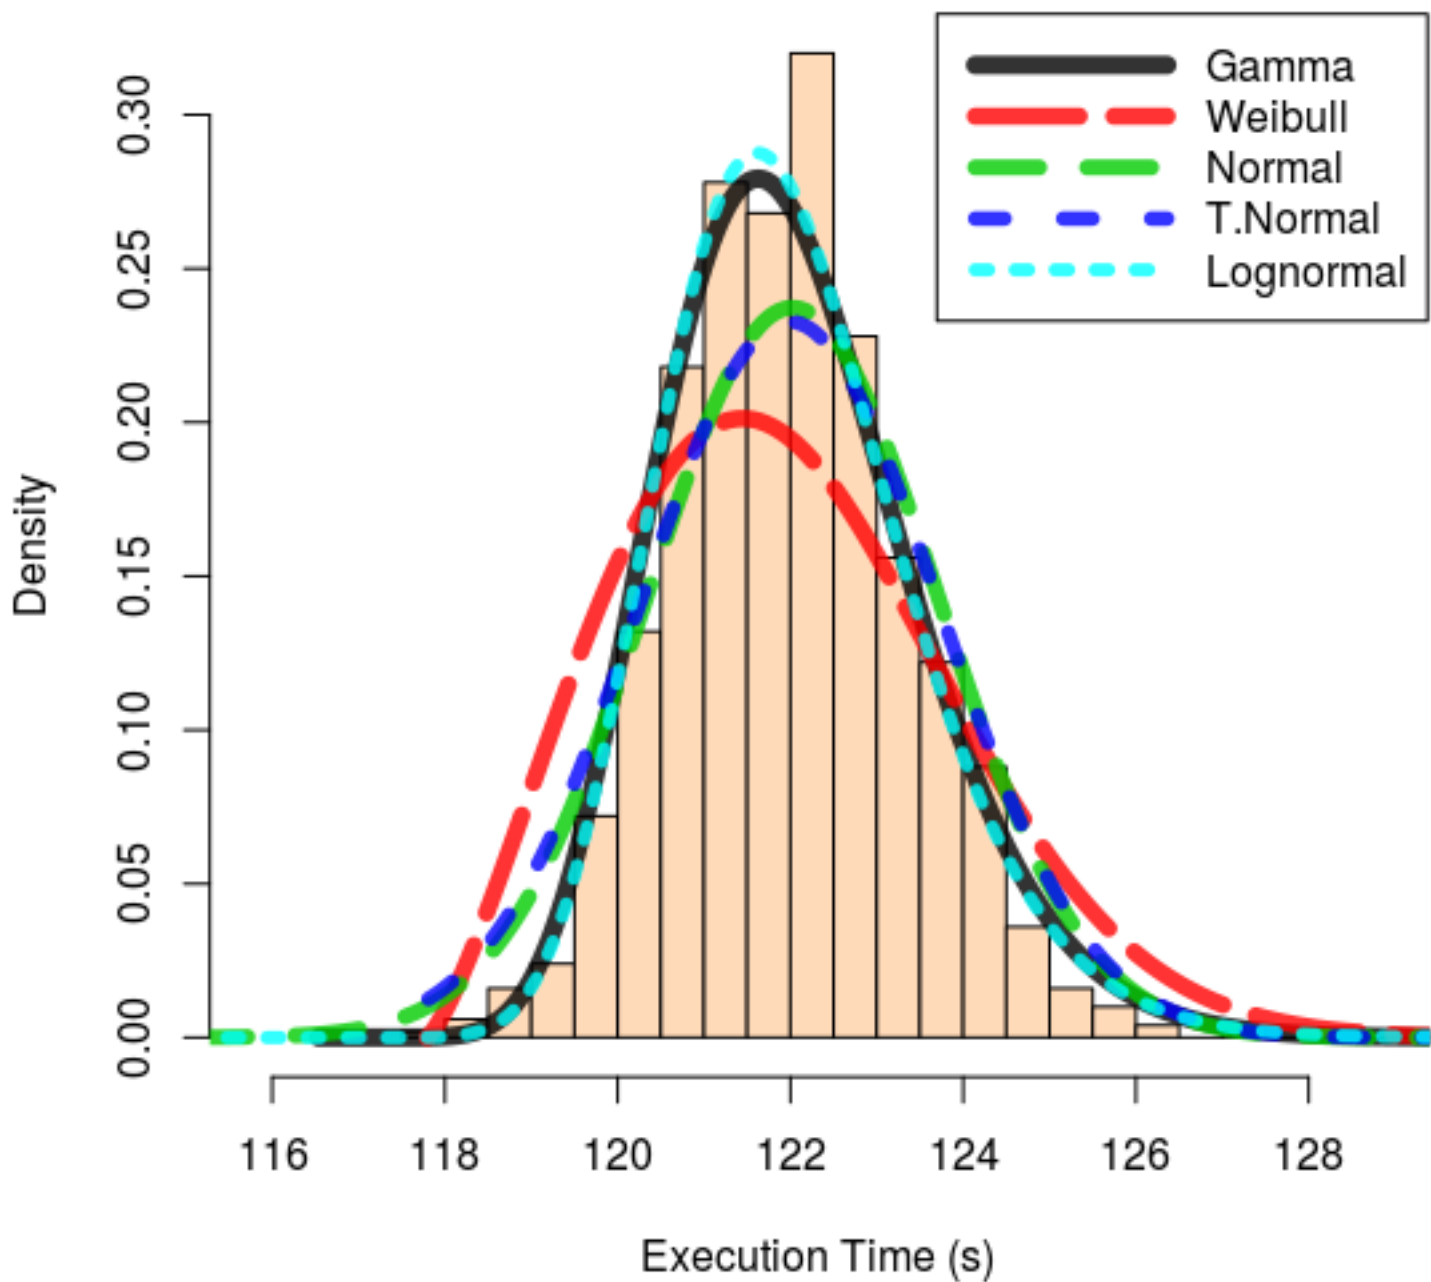 Gamma
Weibull
Normal
T.Normal
Lognormal
0.30
0.25
0.20
0.15
0.10
0.05
0.00
Density
116 118 120 122 124 126 128
Execution Time (s)